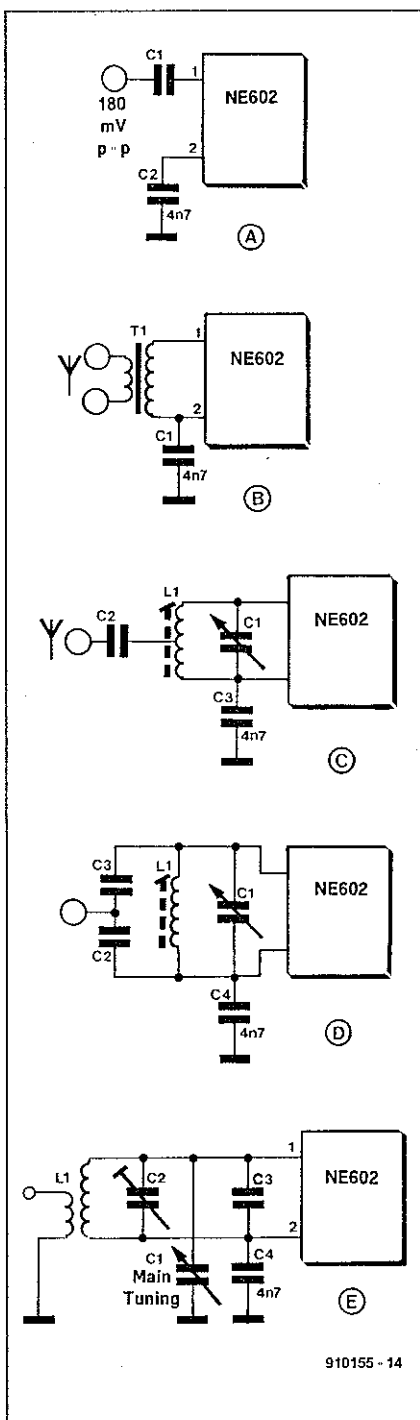 C1
1
NE602
180
mV
p-p
2
C2
4n7
A
T1
1
NE602
2
C1
4n7
B
L1
C2
C1
NE602
C3
4n7
C
C3
L1
NE602
C1
C2
C4
4n7
D
L1
1
NE602
C2
C3
2
C1
C4
Main
4n7
Tuning
E
910155 - 14